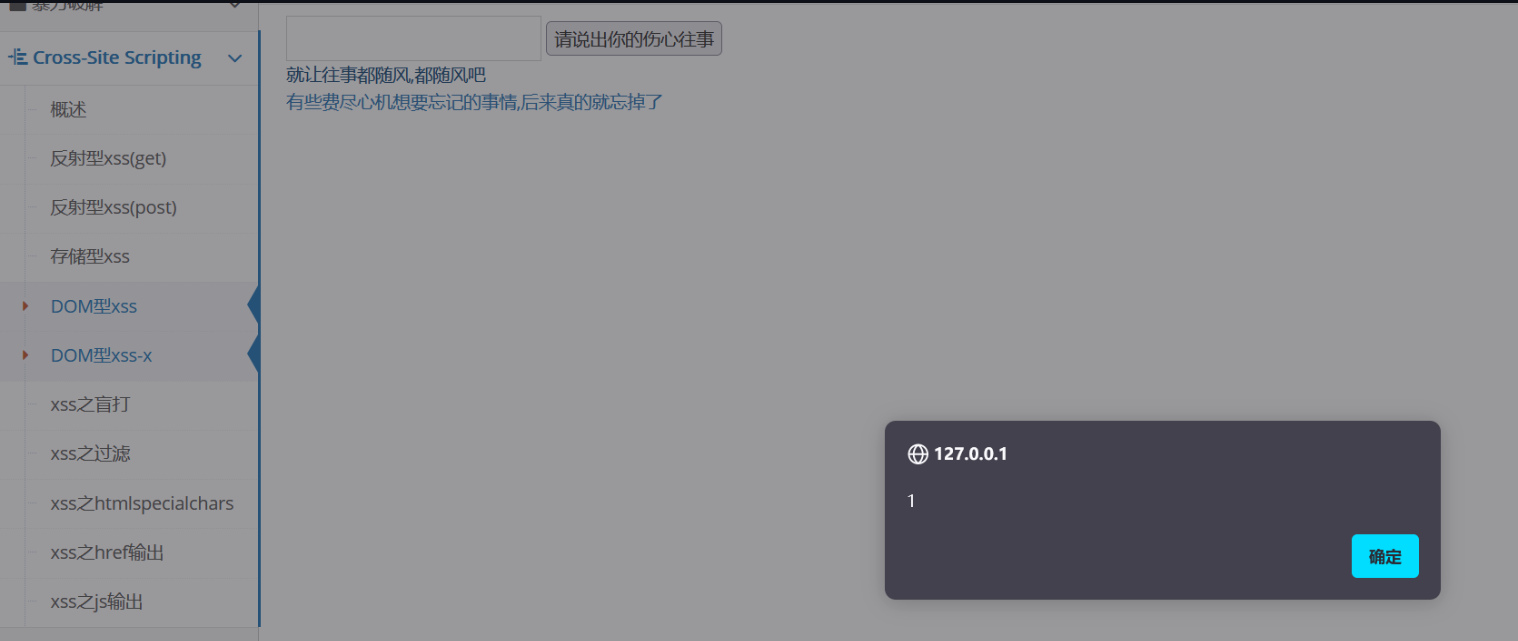 暴力破解
Cross-Site Scripting
概述
反射型xss(get)
反射型xss(post)
存储型xss
DOM型xss
DOM型xss-x
xss之盲打
xss之过滤
xss之htmlspecialchars
xss之href输出
xss之js输出
请说出你的伤心往事
就让往事都随风,都随风吧
有些费尽心机想要忘记的事情,后来真的就忘掉了
127.0.0.1
1
确定